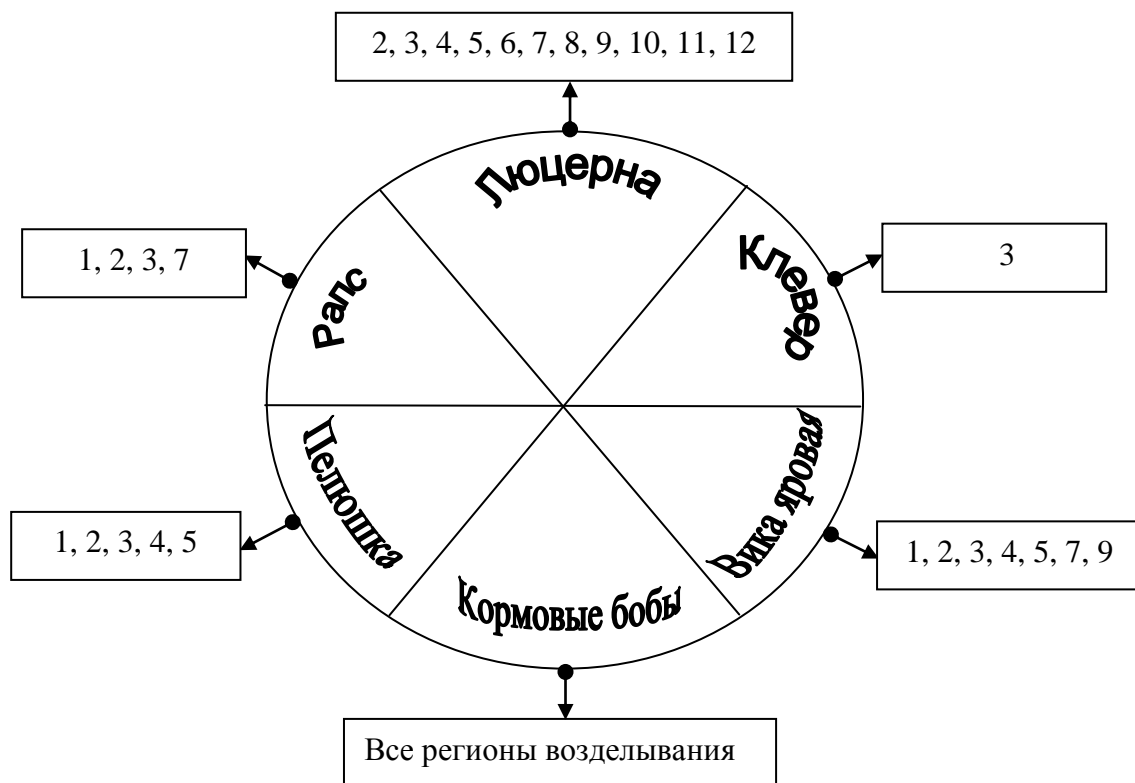 2, 3, 4, 5, 6, 7, 8, 9, 10, 11, 12
Люцерна
Рапс
Клевер
1, 2, 3, 7
3
Пелюшка
Кормовые бобы
Вика яровая
1, 2, 3, 4, 5
1, 2, 3, 4, 5, 7, 9
Все регионы возделывания